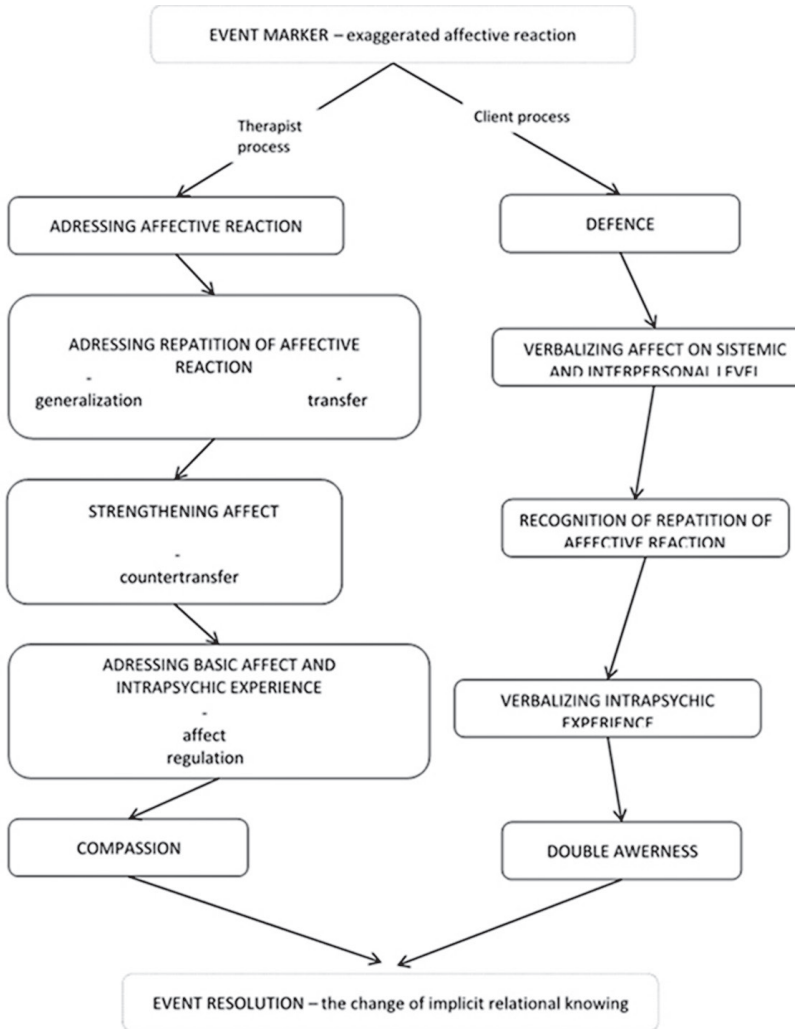 EVENT MARKER – exaggerated affective reaction
Therapist
process
Client process
ADRESSING AFFECTIVE REACTION
DEFENCE
ADRESSING REPATITION OF AFFECTIVE
REACTION
-
generalization
-
transfer
VERBALIZING AFFECT ON SISTEMIC
AND INTERPERSONAL LEVEL
STRENGTHENING AFFECT
-
countertransfer
RECOGNITION OF REPATITION OF
AFFECTIVE REACTION
ADRESSING BASIC AFFECT AND
INTRAPSYCHIC EXPERIENCE
-
affect
regulation
VERBALIZING INTRAPSYCHIC
EXPERIENCE
COMPASSION
DOUBLE AWERNESS
EVENT RESOLUTION – the change of implicit relational knowing